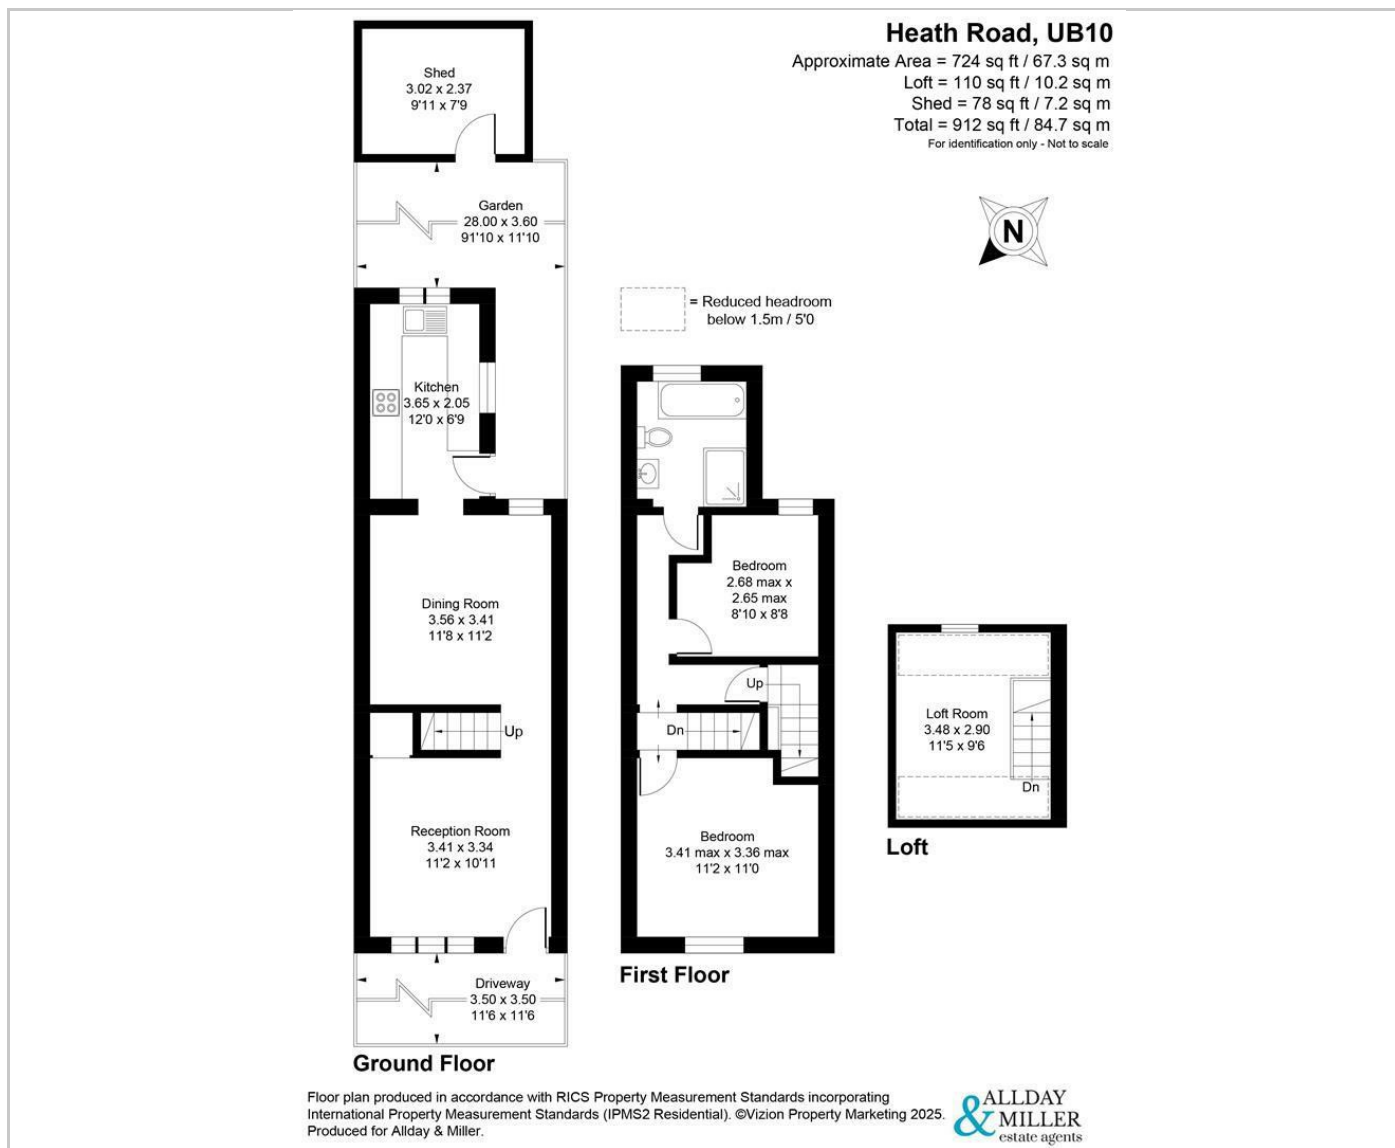 Heath Road, UB10
Approximate Area = 724 sq ft / 67.3 sq m
Loft = 110 sq ft / 10.2 sq m
Shed = 78 sq ft / 7.2 sq m
Total = 912 sq ft / 84.7 sq m
For identification only - Not to scale
N
Shed
3.02 x 2.37
9'11 x 7'9
Garden
28.00 x 3.60
91'10 x 11'10
= Reduced headroom
below 1.5m / 5'0
Kitchen
3.65 x 2.05
12'0 x 6'9
Dining Room
3.56 x 3.41
11'8 x 11'2
Up
Reception Room
3.41 x 3.34
11'2 x 10'11
Driveway
3.50 x 3.50
11'6 x 11'6
Ground Floor
Bedroom
2.68 max x
2.65 max
8'10 x 8'8
Up
Dn
Bedroom
3.41 max x 3.36 max
11'2 x 11'0
First Floor
Loft Room
3.48 x 2.90
11'5 x 9'6
Dn
Loft
Floor plan produced in accordance with RICS Property Measurement Standards incorporating
International Property Measurement Standards (IPMS2 Residential). ©Vizion Property Marketing 2025.
Produced for Allday & Miller.
ALLDAY
& MILLER
estate agents